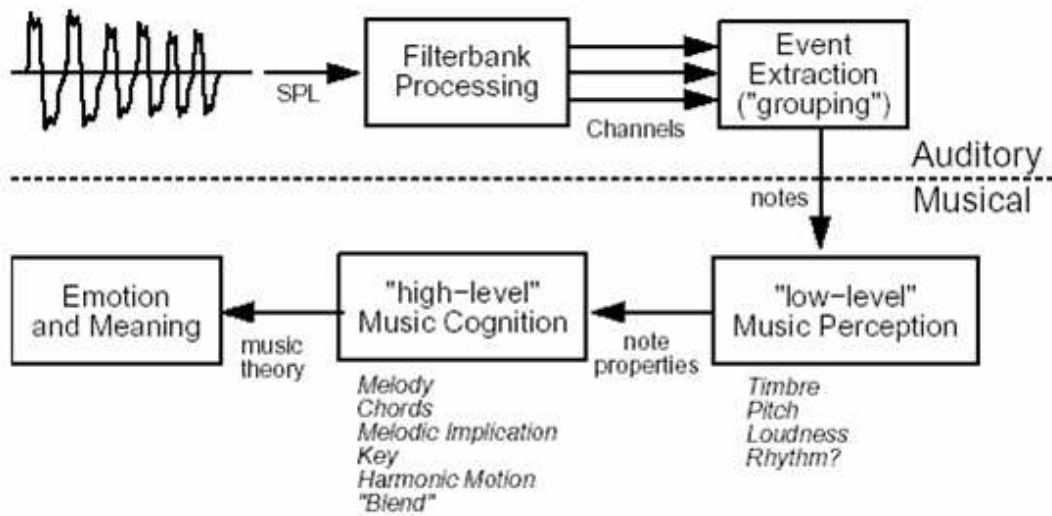 SPL
Filterbank
Processing
Channels
Event
Extraction
("grouping")
Auditory
notes
Musical
"low-level"
Music Perception
Timbre
Pitch
Loudness
Rhythm?
note
properties
"high-level"
Music Cognition
Melody
Chords
Melodic Implication
Key
Harmonic Motion
"Blend"
music
theory
Emotion
and Meaning